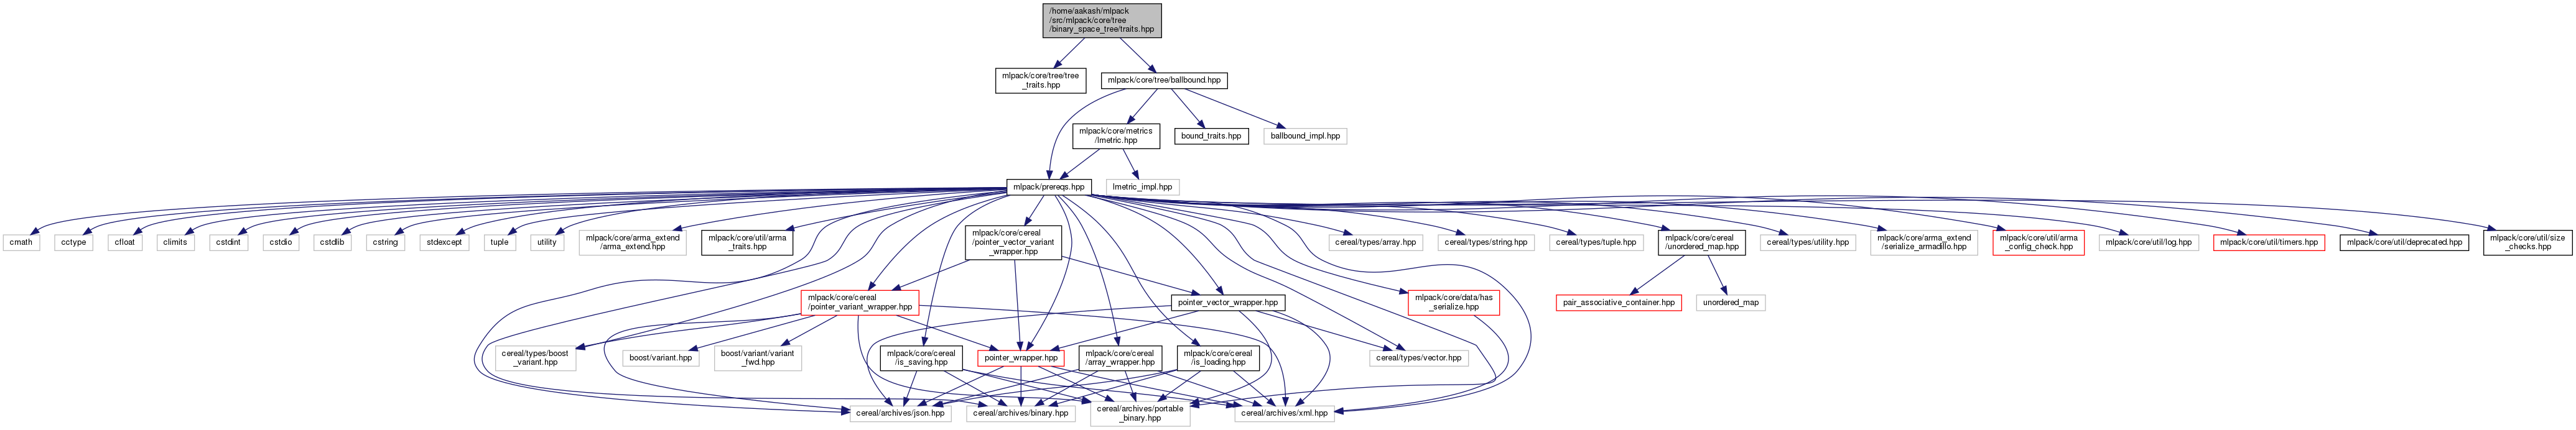 /home/aakash/mlpack
/src/mlpack/core/tree
/binary_space_tree/traits.hpp
mlpack/core/tree/tree
_traits.hpp
mlpack/core/tree/ballbound.hpp
mlpack/core/metrics
/lmetric.hpp
bound_traits.hpp
ballbound_impl.hpp
mlpack/prereqs.hpp
lmetric_impl.hpp
cmath
cctype
cfloat
climits
cstdint
cstdio
cstdlib
cstring
stdexcept
tuple
utility
mlpack/core/arma_extend
/arma_extend.hpp
mlpack/core/util/arma
_traits.hpp
mlpack/core/cereal
/pointer_vector_variant
_wrapper.hpp
cereal/types/array.hpp
cereal/types/string.hpp
cereal/types/tuple.hpp
mlpack/core/cereal
/unordered_map.hpp
cereal/types/utility.hpp
mlpack/core/arma_extend
/serialize_armadillo.hpp
mlpack/core/util/arma
_config_check.hpp
mlpack/core/util/log.hpp
mlpack/core/util/timers.hpp
mlpack/core/util/deprecated.hpp
mlpack/core/util/size
_checks.hpp
mlpack/core/cereal
/pointer_variant_wrapper.hpp
pointer_vector_wrapper.hpp
mlpack/core/data/has
_serialize.hpp
pair_associative_container.hpp
unordered_map
cereal/types/boost
_variant.hpp
boost/variant.hpp
boost/variant/variant
_fwd.hpp
mlpack/core/cereal
/is_saving.hpp
pointer_wrapper.hpp
mlpack/core/cereal
/array_wrapper.hpp
mlpack/core/cereal
/is_loading.hpp
cereal/types/vector.hpp
cereal/archives/json.hpp
cereal/archives/binary.hpp
cereal/archives/portable
_binary.hpp
cereal/archives/xml.hpp